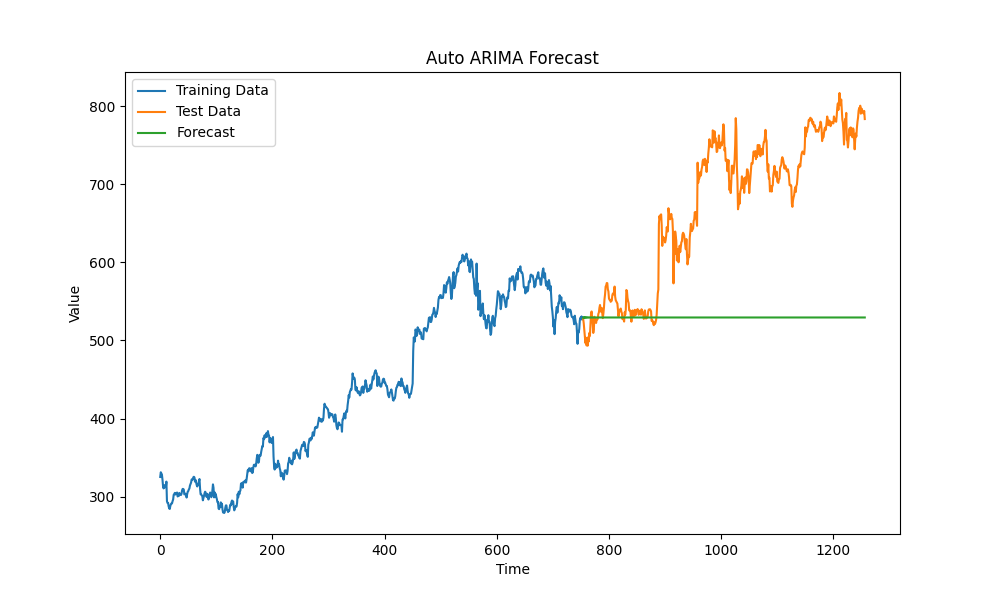 Auto ARIMA Forecast
Training Data
Test Data
Forecast
800
700
600
500
400
300
Value
0 200 400 600 800 1000 1200
Time